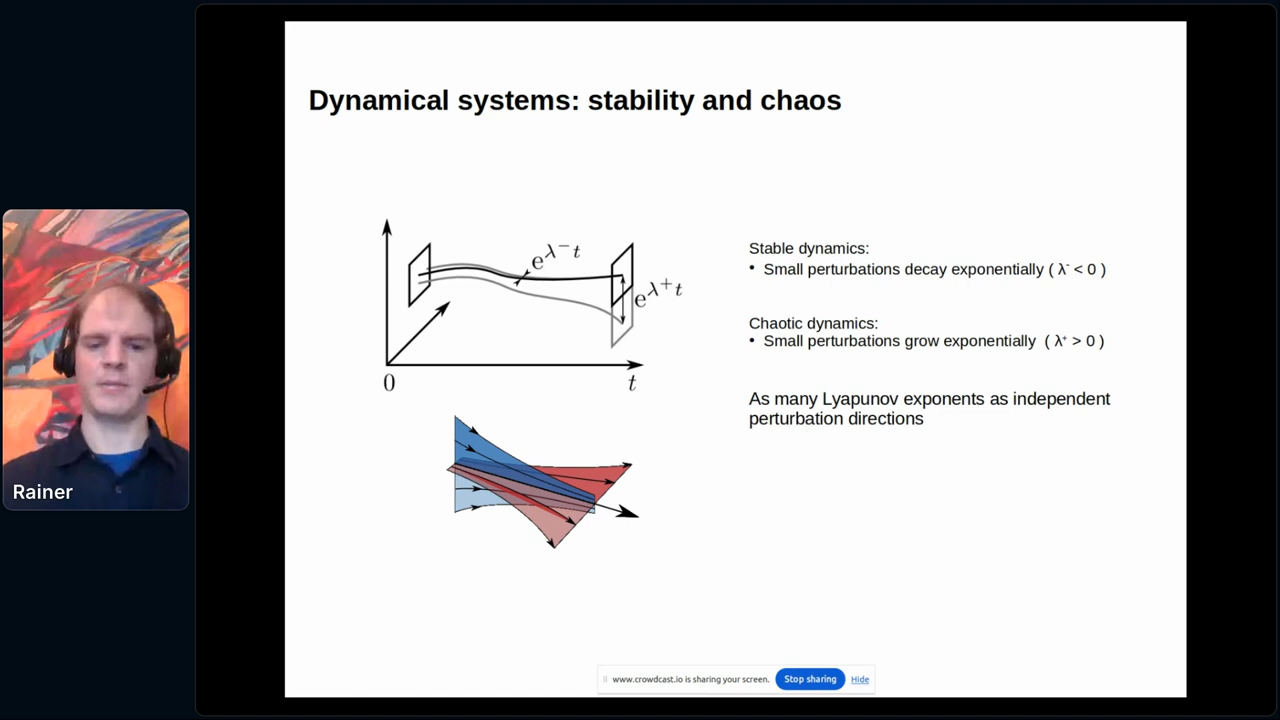 Dynamical systems: stability and chaos
e^{λ^- t}
e^{λ^+ t}
0
t
Stable dynamics:
• Small perturbations decay exponentially ( λ⁻ < 0 )
Chaotic dynamics:
• Small perturbations grow exponentially ( λ⁺ > 0 )
As many Lyapunov exponents as independent
perturbation directions
Rainer
www.crowdcast.io is sharing your screen. Stop sharing Hide